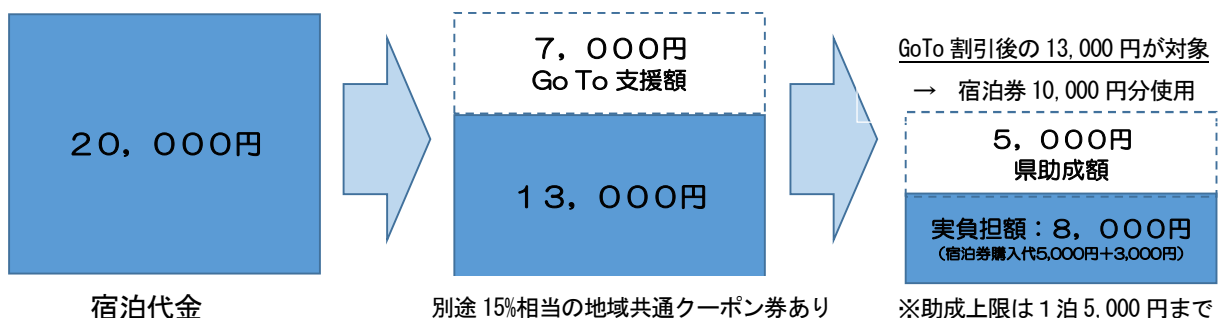 20，000円
宿泊代金
7，000円
Go To 支援額
13，000円
別途 15%相当の地域共通クーポン券あり
GoTo 割引後の 13,000 円が対象
→ 宿泊券 10,000 円分使用
5，000円
県助成額
実負担額：8，000円
（宿泊券購入代5,000円＋3,000円）
※助成上限は１泊 5,000 円まで